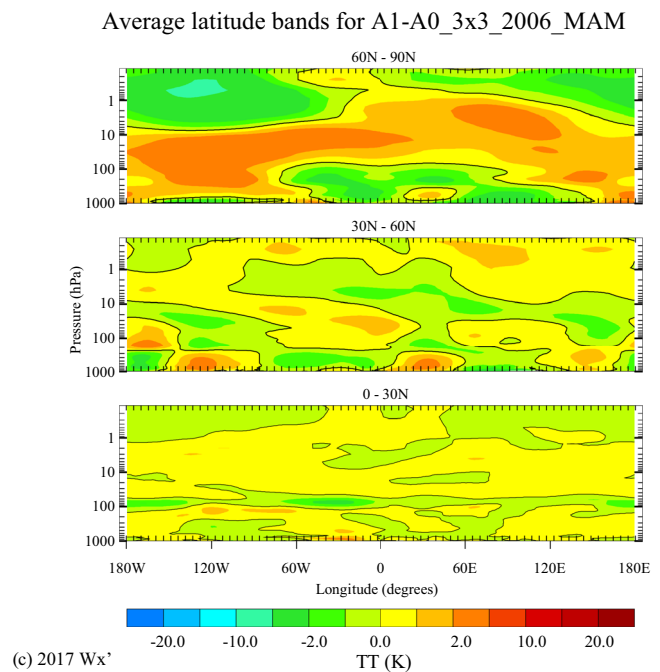 Average latitude bands for A1-A0_3x3_2006_MAM
60N - 90N
1
10
100
1000
30N - 60N
1
10
100
1000
Pressure (hPa)
0 - 30N
1
10
100
1000
180W 120W 60W 0 60E 120E 180E
Longitude (degrees)
-20.0 -10.0 -2.0 0.0 2.0 10.0 20.0
TT (K)
(c) 2017 Wx’